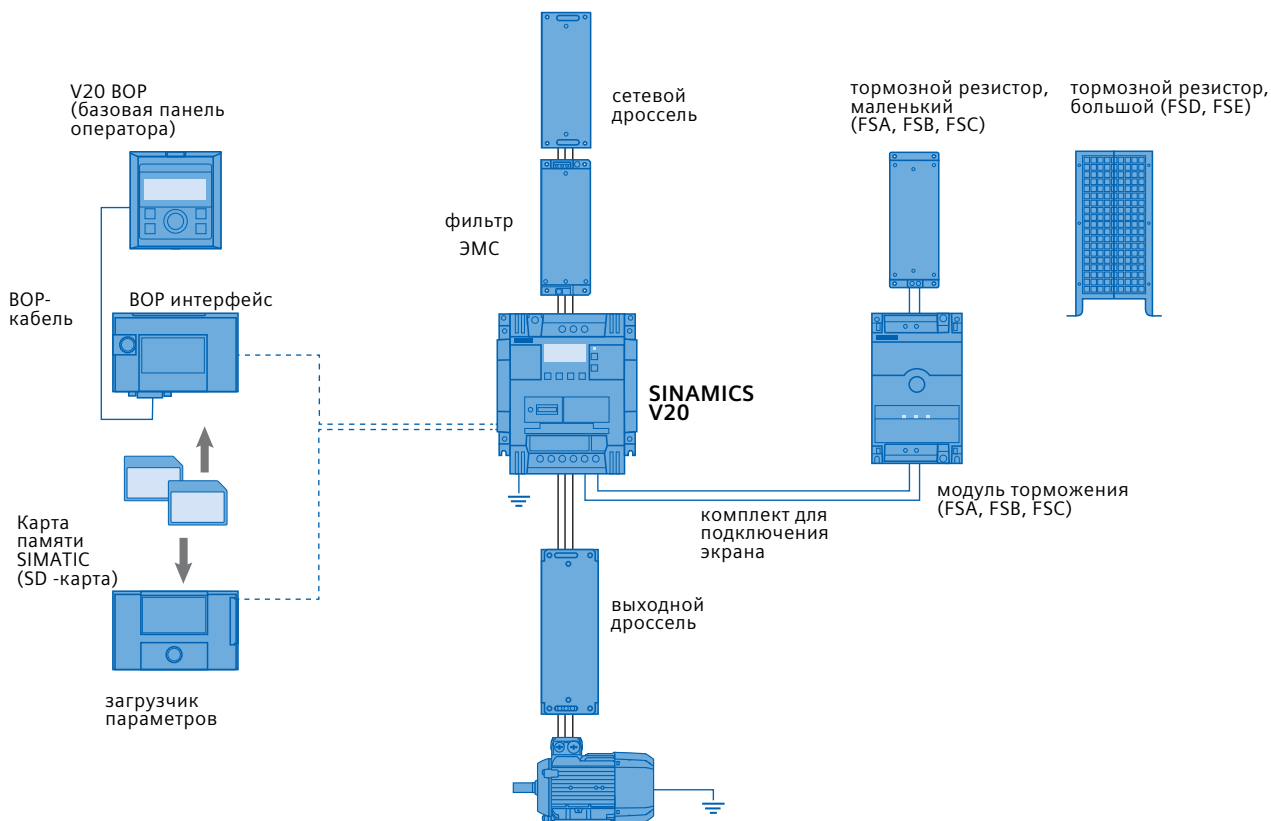 V20 BOP
(базовая панель
оператора)
BOP-
кабель
BOP интерфейс
Карта
памяти
SIMATIC
(SD -карта)
загрузчик
параметров
сетевой
дроссель
фильтр
ЭМС
SINAMICS
V20
комплект для
подключения
экрана
выходной
дроссель
тормозной резистор,
маленький
(FSA, FSB, FSC)
тормозной резистор,
большой (FSD, FSE)
модуль торможения
(FSA, FSB, FSC)